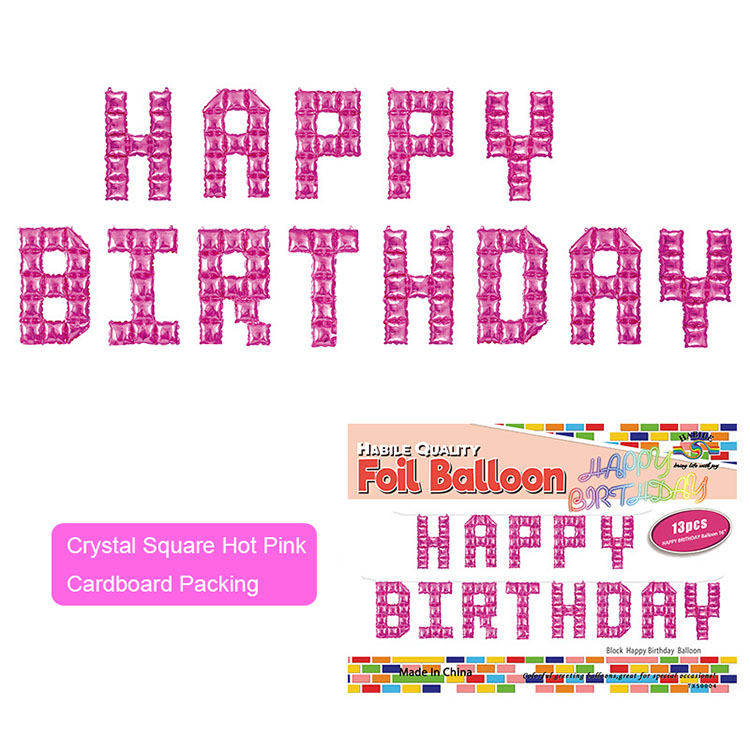 HAPPY
BIRTHDAY
HABILE QUALITY
Foil Balloon
HAPPY
BIRTHDAY
HABILE
bring life with joy
HAPPY
13pcs
HAPPY BRITHDAY Balloon 16"
BIRTHDAY
Crystal Square Hot Pink
Cardboard Packing
Block Happy Birthday Balloon
Made In China
Colorful greeting balloons,great for special occasions!
TXS0004